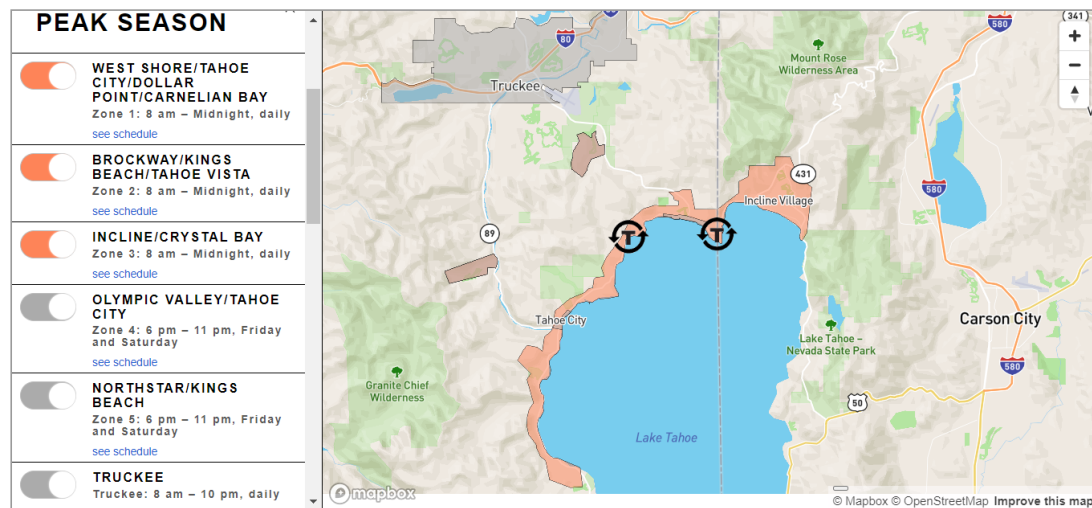 PEAK SEASON
WEST SHORE/TAHOE
CITY/DOLLAR
POINT/CARNELIAN BAY
Zone 1: 8 am – Midnight, daily
see schedule
BROCKWAY/KINGS
BEACH/TAHOE VISTA
Zone 2: 8 am – Midnight, daily
see schedule
INCLINE/CRYSTAL BAY
Zone 3: 8 am – Midnight, daily
see schedule
OLYMPIC VALLEY/TAHOE
CITY
Zone 4: 6 pm – 11 pm, Friday
and Saturday
see schedule
NORTHSTAR/KINGS
BEACH
Zone 5: 6 pm – 11 pm, Friday
and Saturday
see schedule
TRUCKEE
Truckee: 8 am – 10 pm, daily
80
Truckee
Mount Rose
Wilderness Area
580
341
431
Incline Village
580
89
T
T
Tahoe City
Carson City
Lake Tahoe –
Nevada State Park
580
Granite Chief
Wilderness
50
Lake Tahoe
mapbox
© Mapbox © OpenStreetMap Improve this map